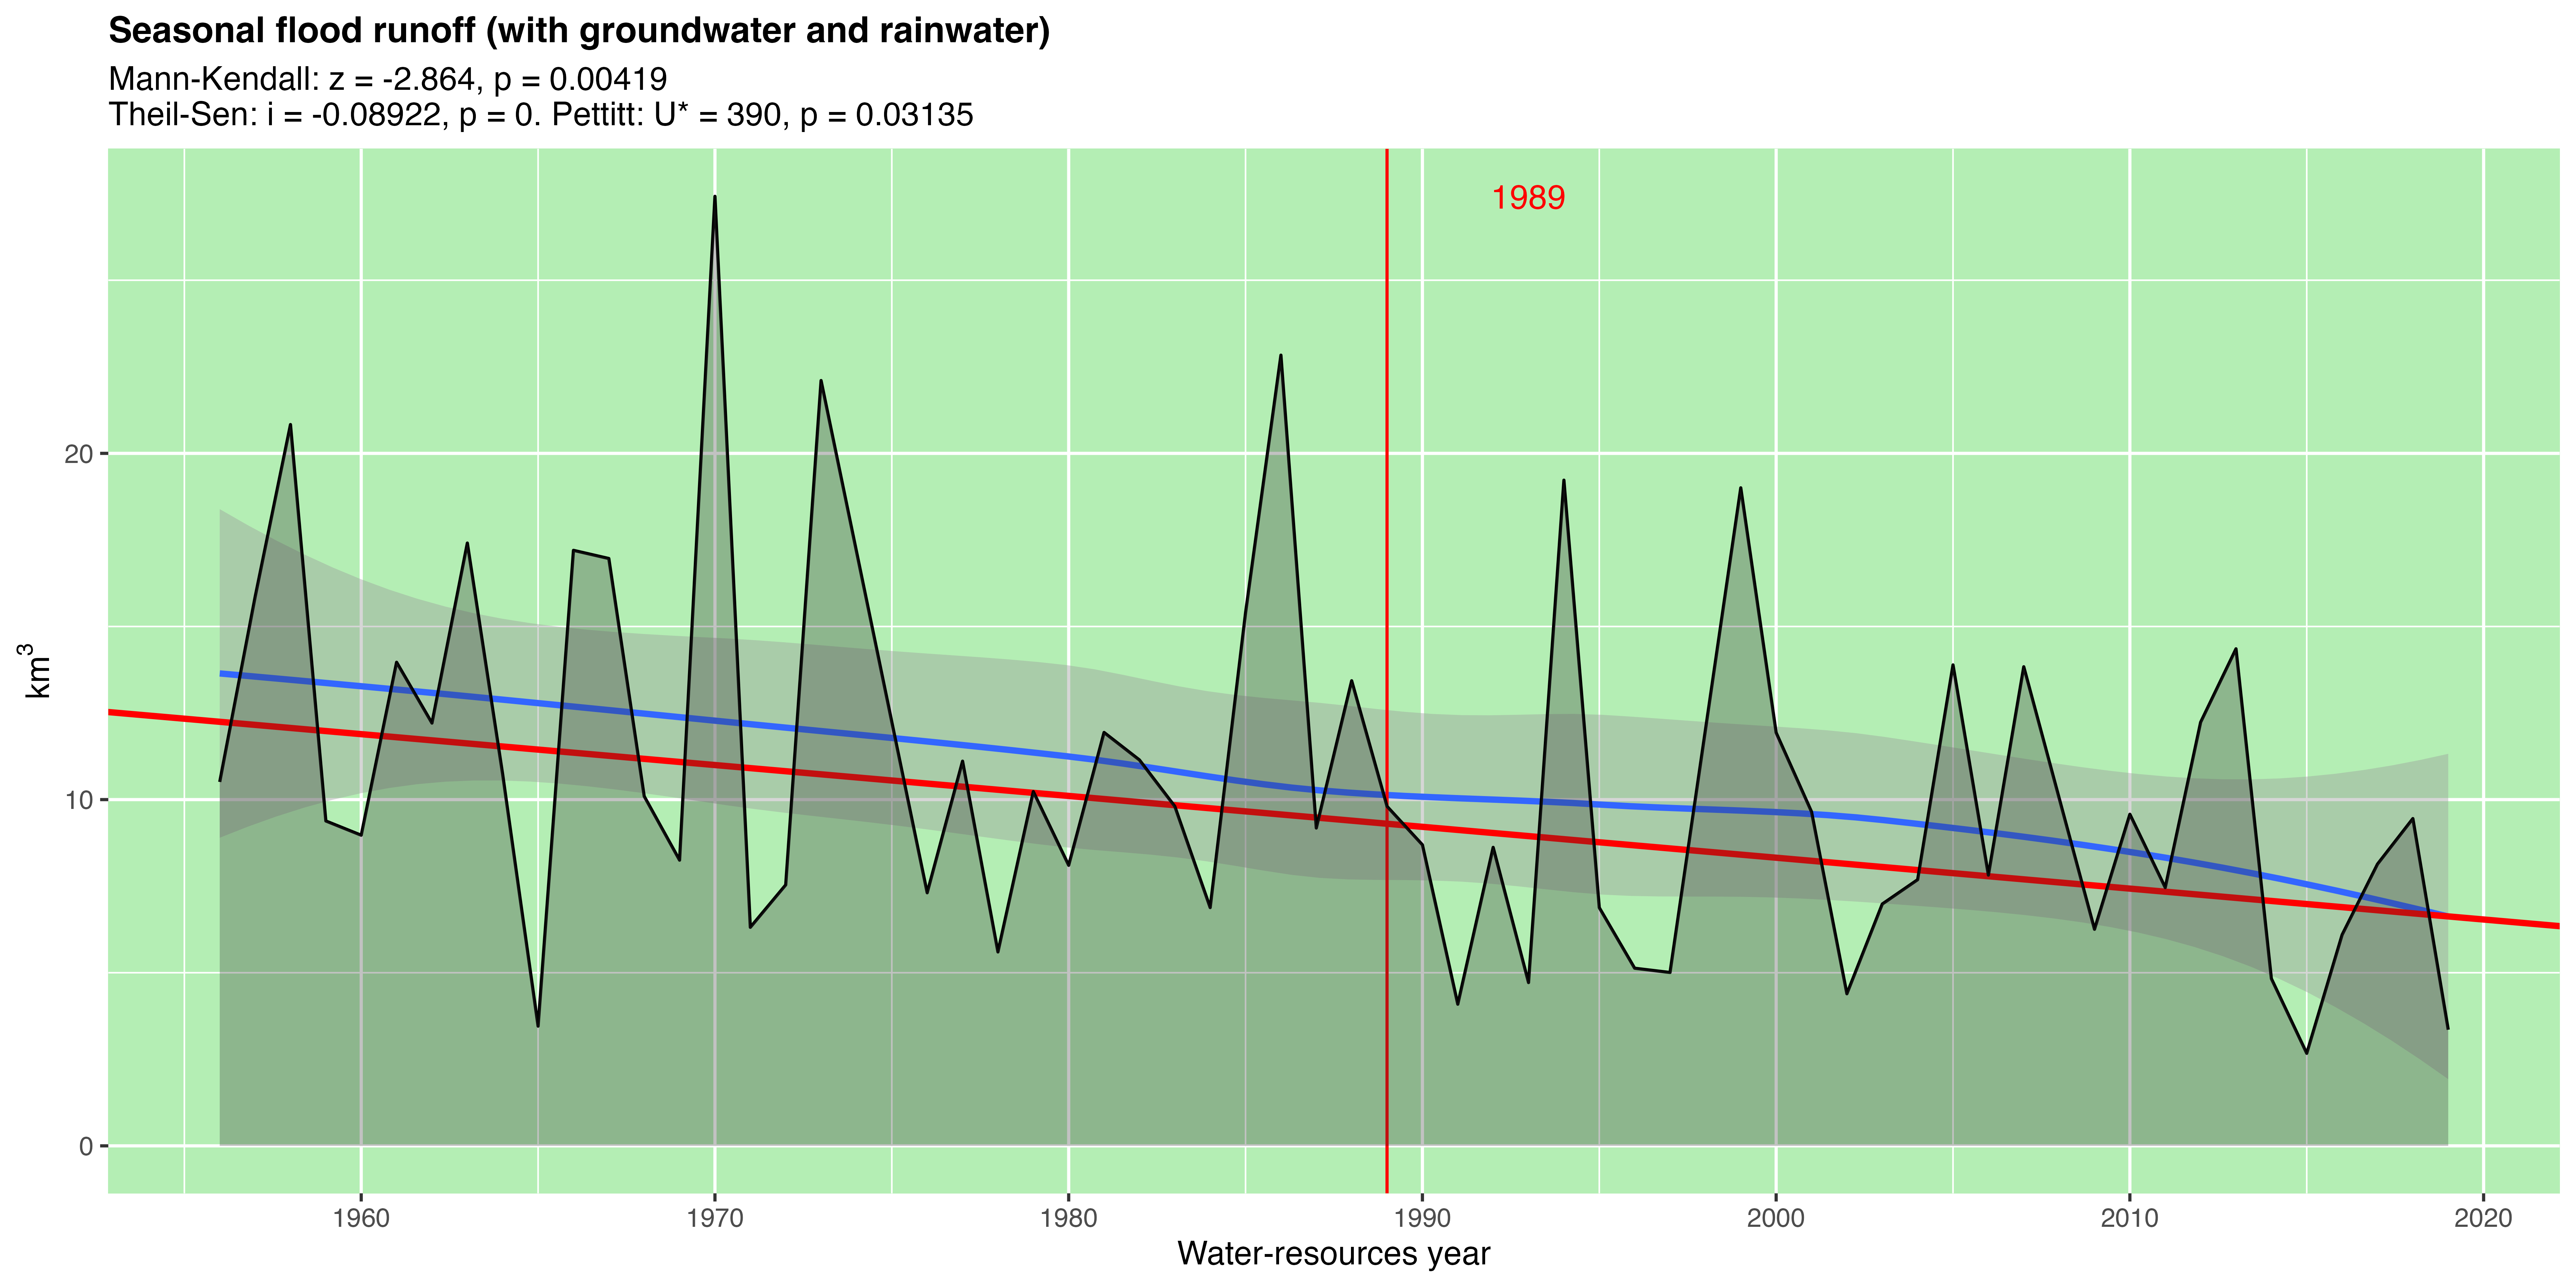 Seasonal flood runoff (with groundwater and rainwater)
Mann-Kendall: z = -2.864, p = 0.00419
Theil-Sen: i = -0.08922, p = 0. Pettitt: U* = 390, p = 0.03135
1989
20
10
0
km³
1960 1970 1980 1990 2000 2010 2020
Water-resources year